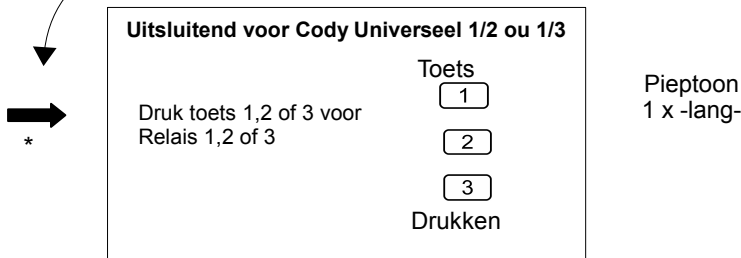 Uitsluitend voor Cody Universeel 1/2 ou 1/3
Toets
1
Druk toets 1,2 of 3 voor
Relais 1,2 of 3
2
3
Drukken
Pieptoon
1 x -lang-
*